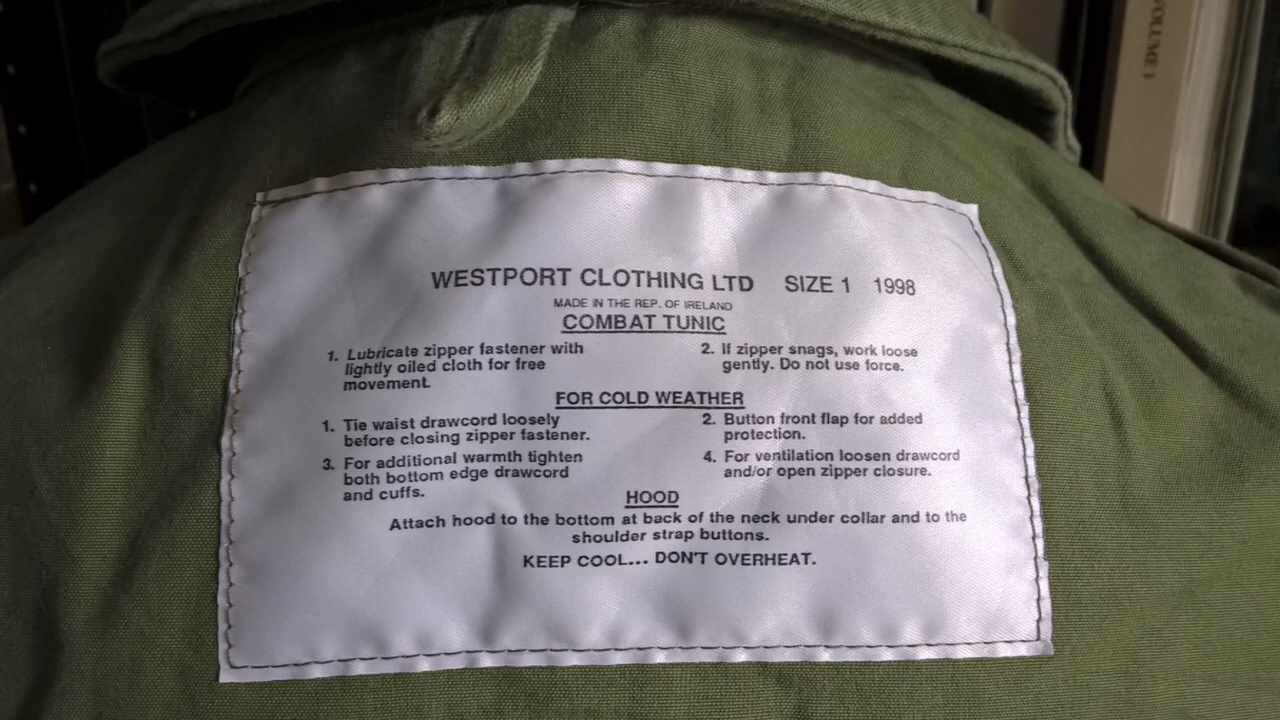 VOLUME I
WESTPORT CLOTHING LTD SIZE 1 1998
MADE IN THE REP. OF IRELAND
COMBAT TUNIC
1. Lubricate zipper fastener with
lightly oiled cloth for free
movement.
2. If zipper snags, work loose
gently. Do not use force.
FOR COLD WEATHER
1. Tie waist drawcord loosely
before closing zipper fastener.
2. Button front flap for added
protection.
3. For additional warmth tighten
both bottom edge drawcord
and cuffs.
4. For ventilation loosen drawcord
and/or open zipper closure.
HOOD
Attach hood to the bottom at back of the neck under collar and to the
shoulder strap buttons.
KEEP COOL... DON'T OVERHEAT.